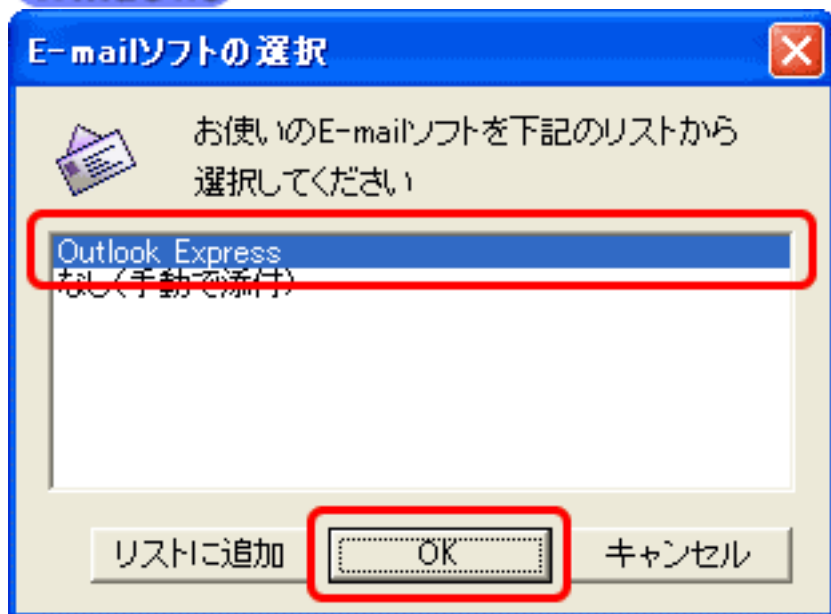 E-mailソフトの選択
お使いのE-mailソフトを下記のリストから
選択してください
Outlook Express
なし(手動で添付)
リストに追加 OK キャンセル